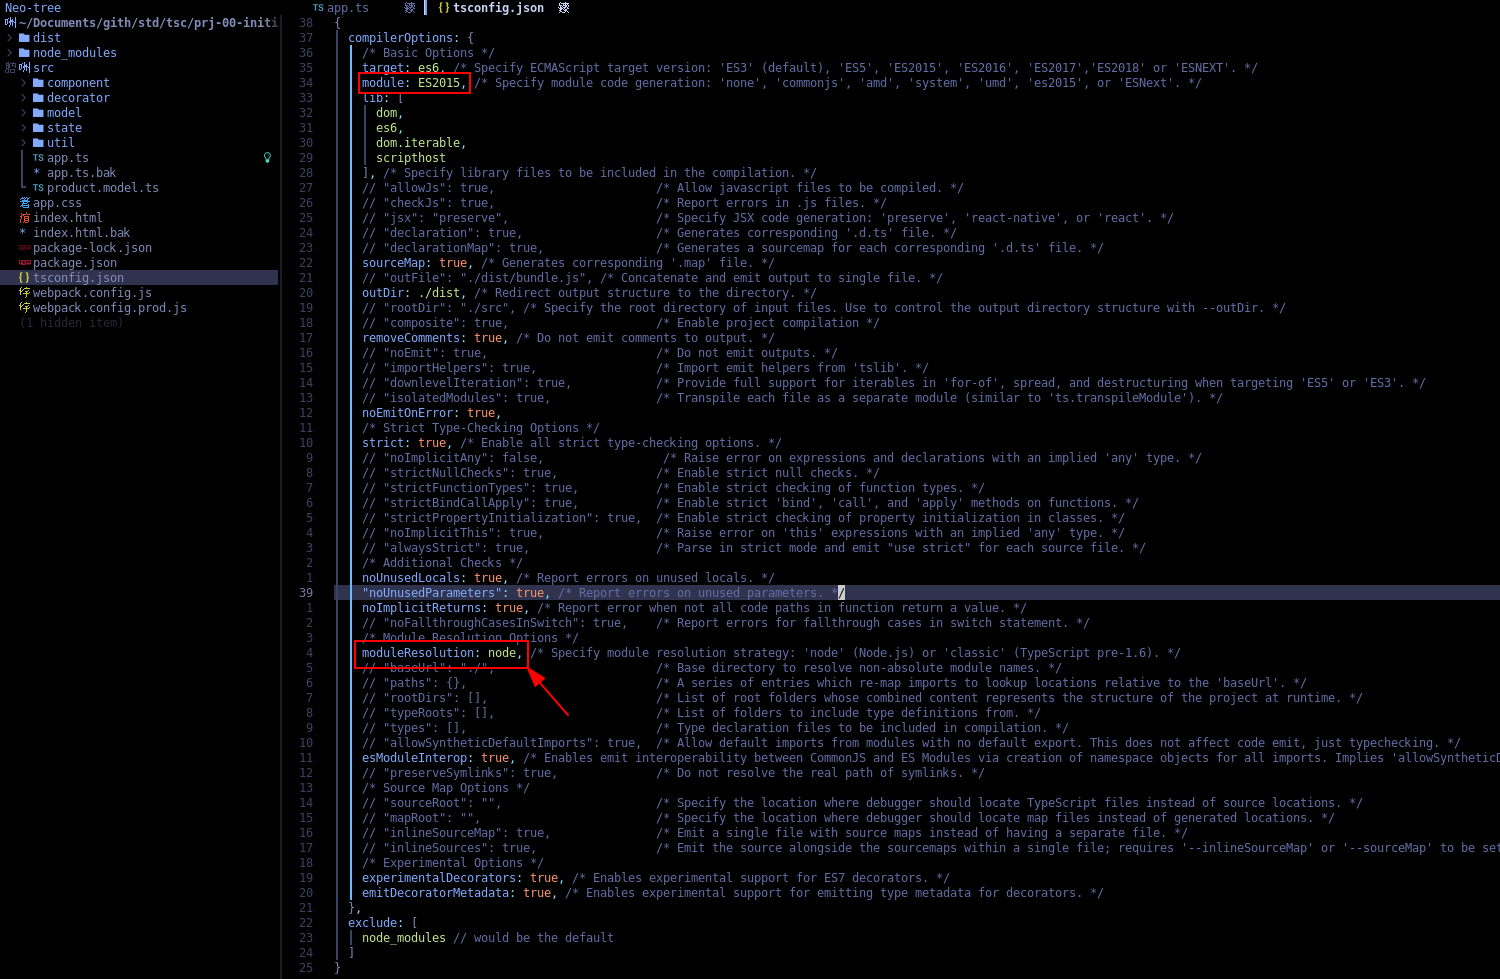 Neo-tree
~/Documents/gith/std/tsc/prj-00-initi
dist
node_modules
src
component
decorator
model
state
util
TS app.ts
* app.ts.bak
TS product.model.ts
app.css
index.html
* index.html.bak
package-lock.json
package.json
{} tsconfig.json
webpack.config.js
webpack.config.prod.js
(1 hidden item)
TS app.ts {} tsconfig.json
38 {
37 compilerOptions: {
36 /* Basic Options */
35 target: es6, /* Specify ECMAScript target version: 'ES3' (default), 'ES5', 'ES2015', 'ES2016', 'ES2017','ES2018' or 'ESNEXT'. */
34 module: ES2015, /* Specify module code generation: 'none', 'commonjs', 'amd', 'system', 'umd', 'es2015', or 'ESNext'. */
33 lib: [
32 dom,
31 es6,
30 dom.iterable,
29 scripthost
28 ], /* Specify library files to be included in the compilation. */
27 // "allowJs": true, /* Allow javascript files to be compiled. */
26 // "checkJs": true, /* Report errors in .js files. */
25 // "jsx": "preserve", /* Specify JSX code generation: 'preserve', 'react-native', or 'react'. */
24 // "declaration": true, /* Generates corresponding '.d.ts' file. */
23 // "declarationMap": true, /* Generates a sourcemap for each corresponding '.d.ts' file. */
22 sourceMap: true, /* Generates corresponding '.map' file. */
21 // "outFile": "./dist/bundle.js", /* Concatenate and emit output to single file. */
20 outDir: ./dist, /* Redirect output structure to the directory. */
19 // "rootDir": "./src", /* Specify the root directory of input files. Use to control the output directory structure with --outDir. */
18 // "composite": true, /* Enable project compilation */
17 removeComments: true, /* Do not emit comments to output. */
16 // "noEmit": true, /* Do not emit outputs. */
15 // "importHelpers": true, /* Import emit helpers from 'tslib'. */
14 // "downlevelIteration": true, /* Provide full support for iterables in 'for-of', spread, and destructuring when targeting 'ES5' or 'ES3'. */
13 // "isolatedModules": true, /* Transpile each file as a separate module (similar to 'ts.transpileModule'). */
12 noEmitOnError: true,
11 /* Strict Type-Checking Options */
10 strict: true, /* Enable all strict type-checking options. */
9 // "noImplicitAny": false, /* Raise error on expressions and declarations with an implied 'any' type. */
8 // "strictNullChecks": true, /* Enable strict null checks. */
7 // "strictFunctionTypes": true, /* Enable strict checking of function types. */
6 // "strictBindCallApply": true, /* Enable strict 'bind', 'call', and 'apply' methods on functions. */
5 // "strictPropertyInitialization": true, /* Enable strict checking of property initialization in classes. */
4 // "noImplicitThis": true, /* Raise error on 'this' expressions with an implied 'any' type. */
3 // "alwaysStrict": true, /* Parse in strict mode and emit "use strict" for each source file. */
2 /* Additional Checks */
1 noUnusedLocals: true, /* Report errors on unused locals. */
39 "noUnusedParameters": true, /* Report errors on unused parameters. */
1 noImplicitReturns: true, /* Report error when not all code paths in function return a value. */
2 // "noFallthroughCasesInSwitch": true, /* Report errors for fallthrough cases in switch statement. */
3 /* Module Resolution Options */
4 moduleResolution: node, /* Specify module resolution strategy: 'node' (Node.js) or 'classic' (TypeScript pre-1.6). */
5 // "baseUrl": "./", /* Base directory to resolve non-absolute module names. */
6 // "paths": {}, /* A series of entries which re-map imports to lookup locations relative to the 'baseUrl'. */
7 // "rootDirs": [], /* List of root folders whose combined content represents the structure of the project at runtime. */
8 // "typeRoots": [], /* List of folders to include type definitions from. */
9 // "types": [], /* Type declaration files to be included in compilation. */
10 // "allowSyntheticDefaultImports": true, /* Allow default imports from modules with no default export. This does not affect code emit, just typechecking. */
11 esModuleInterop: true, /* Enables emit interoperability between CommonJS and ES Modules via creation of namespace objects for all imports. Implies 'allowSyntheticD
12 // "preserveSymlinks": true, /* Do not resolve the real path of symlinks. */
13 /* Source Map Options */
14 // "sourceRoot": "", /* Specify the location where debugger should locate TypeScript files instead of source locations. */
15 // "mapRoot": "", /* Specify the location where debugger should locate map files instead of generated locations. */
16 // "inlineSourceMap": true, /* Emit a single file with source maps instead of having a separate file. */
17 // "inlineSources": true, /* Emit the source alongside the sourcemaps within a single file; requires '--inlineSourceMap' or '--sourceMap' to be set
18 /* Experimental Options */
19 experimentalDecorators: true, /* Enables experimental support for ES7 decorators. */
20 emitDecoratorMetadata: true, /* Enables experimental support for emitting type metadata for decorators. */
21 },
22 exclude: [
23 node_modules // would be the default
24 ]
25 }